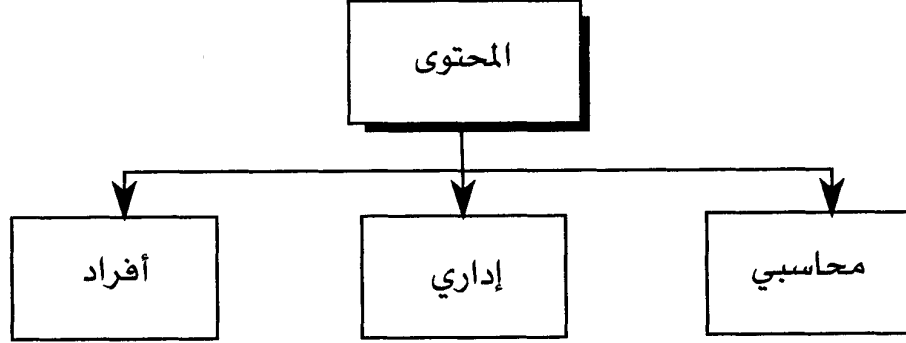 المحتوى
محاسبي
إداري
أفراد